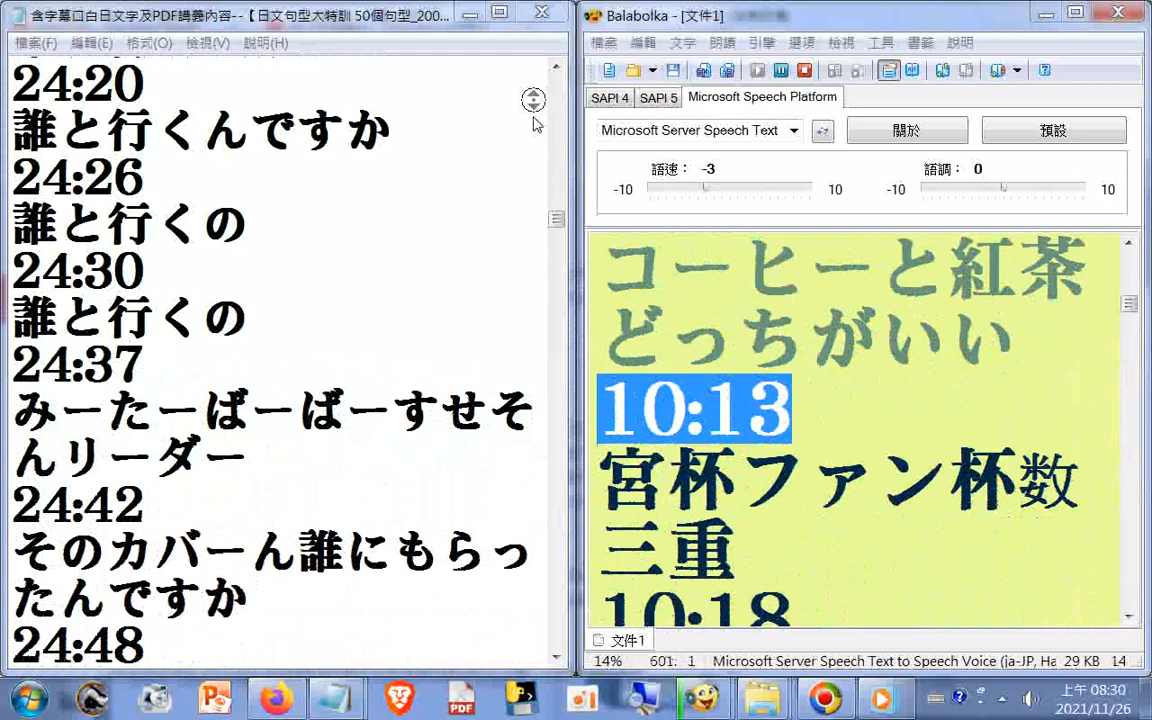 含字幕口白日文字及PDF講義內容--【日文句型大特訓 50個句型_200...
檔案(F) 編輯(E) 格式(O) 檢視(V) 說明(H)
24:20
誰と行くんですか
24:26
誰と行くの
24:30
誰と行くの
24:37
みーたーばーばーすせそ
んリーダー
24:42
そのカバーん誰にもらっ
たんですか
24:48
Balabolka - [文件1]
檔案 編輯 文字 朗讀 引擎 選項 檢視 工具 書籤 說明
SAPI 4 SAPI 5 Microsoft Speech Platform
Microsoft Server Speech Text 關於 預設
語速： -3 語調： 0
-10 10 -10 10
コーヒーと紅茶
どっちがいい
10:13
宮杯ファン杯数
三重
10:18
文件1
14% 601: 1 Microsoft Server Speech Text to Speech Voice (ja-JP, Ha 29 KB 14
上午 08:30
2021/11/26